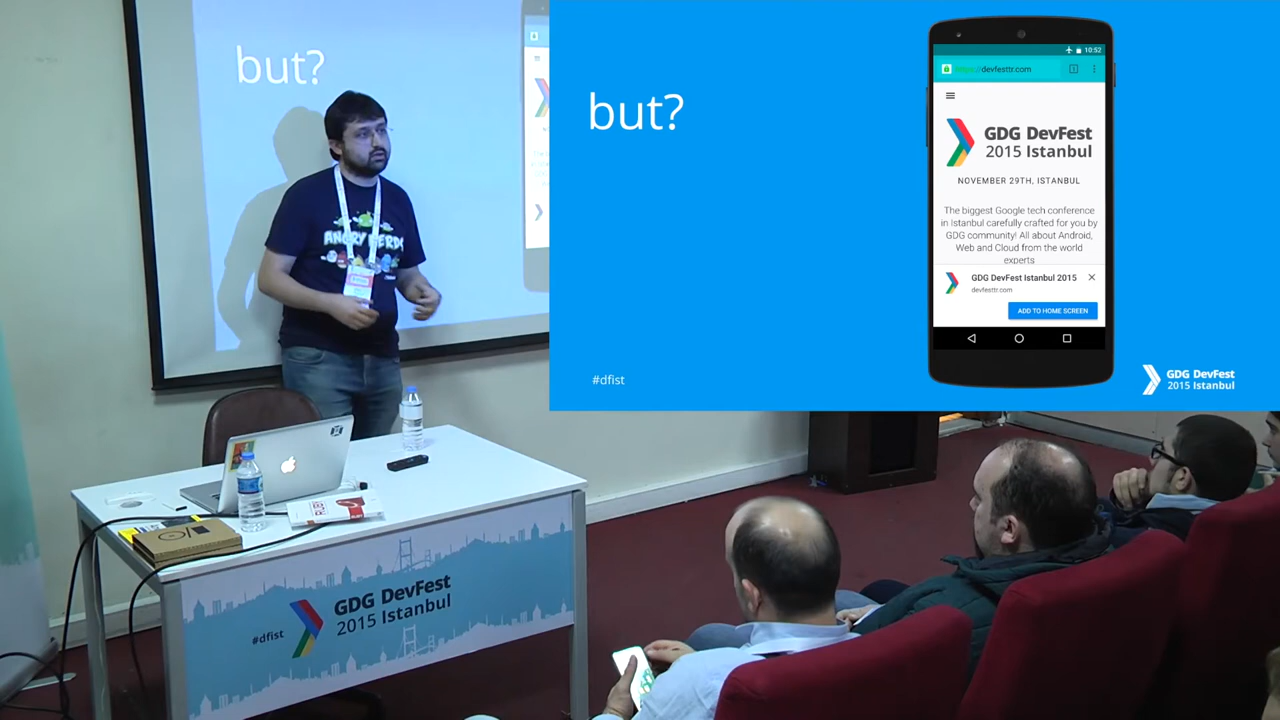 but?
but?
10:52
https://devfesttr.com
GDG DevFest
2015 Istanbul
NOVEMBER 29TH, ISTANBUL
The biggest Google tech conference
in Istanbul carefully crafted for you by
GDG community! All about Android,
Web and Cloud from the world
experts
GDG DevFest Istanbul 2015
devfesttr.com
ADD TO HOME SCREEN
#dfist
GDG DevFest
2015 Istanbul
ANGRY NERDS
#dfist
GDG DevFest
2015 Istanbul